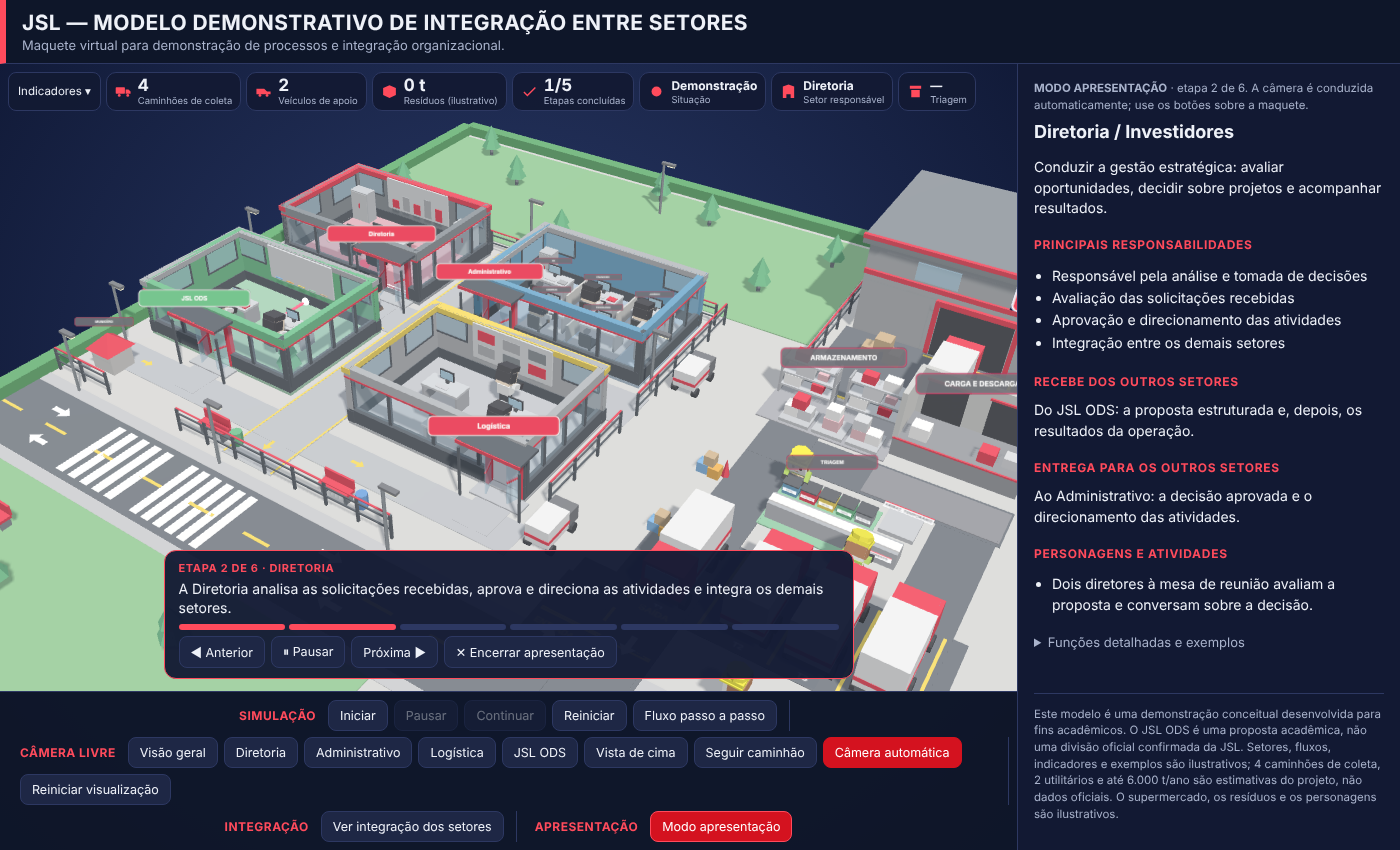 JSL — MODELO DEMONSTRATIVO DE INTEGRAÇÃO ENTRE SETORES
Maquete virtual para demonstração de processos e integração organizacional.
Indicadores ▾
4
Caminhões de coleta
2
Veículos de apoio
0 t
Resíduos (ilustrativo)
1/5
Etapas concluídas
Demonstração
Situação
Diretoria
Setor responsável
—
Triagem
Diretoria
Administrativo
JSL ODS
Logística
ARMAZENAMENTO
CARGA E DESCARGA
TRIAGEM
ETAPA 2 DE 6 · DIRETORIA
A Diretoria analisa as solicitações recebidas, aprova e direciona as atividades e integra os demais
setores.
◀ Anterior
⏸ Pausar
Próxima ▶
✕ Encerrar apresentação
SIMULAÇÃO
Iniciar
Pausar
Continuar
Reiniciar
Fluxo passo a passo
CÂMERA LIVRE
Visão geral
Diretoria
Administrativo
Logística
JSL ODS
Vista de cima
Seguir caminhão
Câmera automática
Reiniciar visualização
INTEGRAÇÃO
Ver integração dos setores
APRESENTAÇÃO
Modo apresentação
MODO APRESENTAÇÃO · etapa 2 de 6. A câmera é conduzida
automaticamente; use os botões sobre a maquete.
Diretoria / Investidores
Conduzir a gestão estratégica: avaliar
oportunidades, decidir sobre projetos e acompanhar
resultados.
PRINCIPAIS RESPONSABILIDADES
• Responsável pela análise e tomada de decisões
• Avaliação das solicitações recebidas
• Aprovação e direcionamento das atividades
• Integração entre os demais setores
RECEBE DOS OUTROS SETORES
Do JSL ODS: a proposta estruturada e, depois, os
resultados da operação.
ENTREGA PARA OS OUTROS SETORES
Ao Administrativo: a decisão aprovada e o
direcionamento das atividades.
PERSONAGENS E ATIVIDADES
• Dois diretores à mesa de reunião avaliam a
proposta e conversam sobre a decisão.
▶ Funções detalhadas e exemplos
Este modelo é uma demonstração conceitual desenvolvida para
fins acadêmicos. O JSL ODS é uma proposta acadêmica, não
uma divisão oficial confirmada da JSL. Setores, fluxos,
indicadores e exemplos são ilustrativos; 4 caminhões de coleta,
2 utilitários e até 6.000 t/ano são estimativas do projeto, não
dados oficiais. O supermercado, os resíduos e os personagens
são ilustrativos.